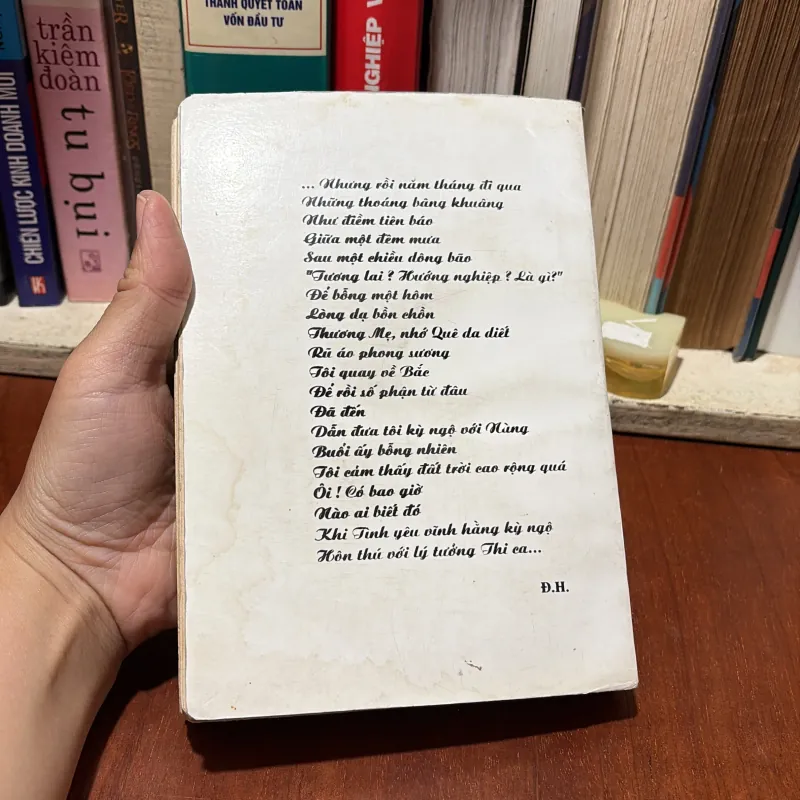 THANH QUYẾT TOÁN
VỐN ĐẦU TƯ
NGHIỆP V
CHIẾN LƯỢC KINH DOANH MỚI
trần
kiêm
đoàn
tu bụi
... Nhưng rồi năm tháng đi qua
Những thoáng bâng khuâng
Như điềm tiên báo
Giữa một đêm mưa
Sau một chiều dông bão
"Tương lai ? Hướng nghiệp ? Là gì?"
Để bỗng một hôm
Lòng dạ bồn chồn
Thương Mẹ, nhớ Quê da diết
Rũ áo phong sương
Tôi quay về Bắc
Để rồi số phận từ đâu
Đã đến
Dẫn đưa tôi kỳ ngộ với Nàng
Buổi ấy bỗng nhiên
Tôi cảm thấy đất trời cao rộng quá
Ôi ! Có bao giờ
Nào ai biết đó
Khi Tình yêu vĩnh hằng kỳ ngộ
Hôn thú với lý tưởng Thi ca...
Đ.H.